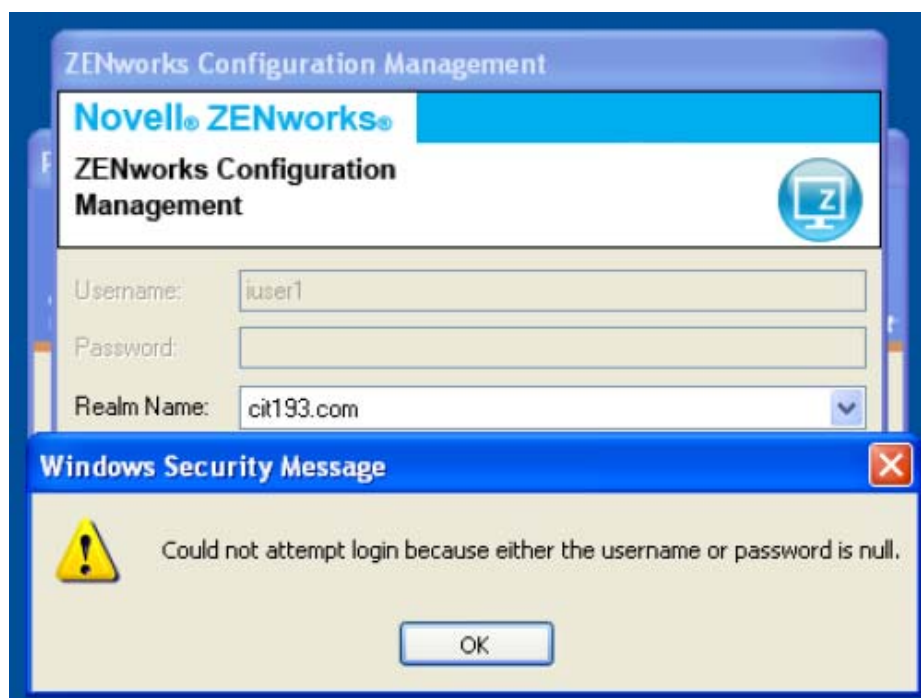 ZENworks Configuration Management
Novell® ZENworks®
ZENworks Configuration
Management
Z
Username: iuser1
Password:
Realm Name: cit193.com
Windows Security Message
Could not attempt login because either the username or password is null.
OK